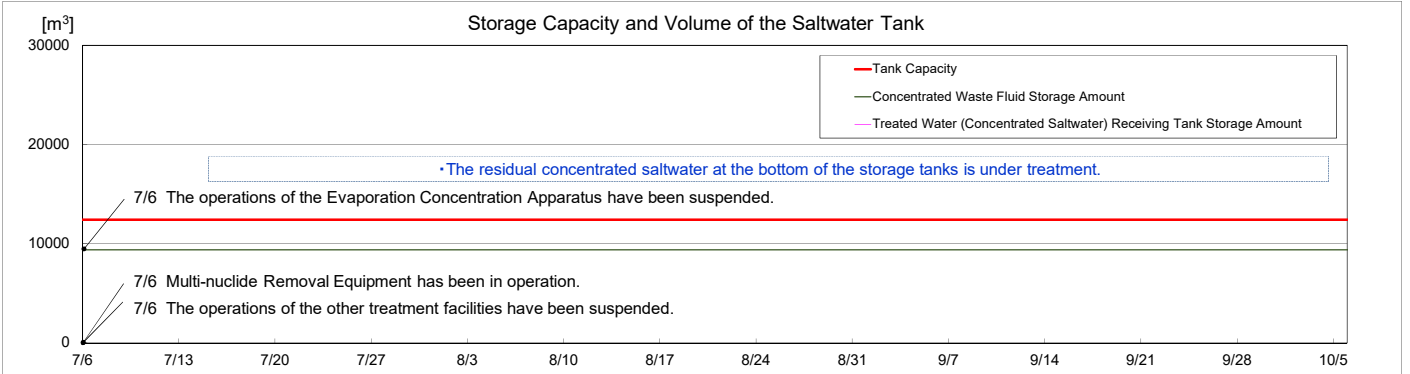 [m³]
Storage Capacity and Volume of the Saltwater Tank
30000
Tank Capacity
Concentrated Waste Fluid Storage Amount
Treated Water (Concentrated Saltwater) Receiving Tank Storage Amount
20000
・The residual concentrated saltwater at the bottom of the storage tanks is under treatment.
7/6 The operations of the Evaporation Concentration Apparatus have been suspended.
10000
7/6 Multi-nuclide Removal Equipment has been in operation.
7/6 The operations of the other treatment facilities have been suspended.
0
7/6 7/13 7/20 7/27 8/3 8/10 8/17 8/24 8/31 9/7 9/14 9/21 9/28 10/5